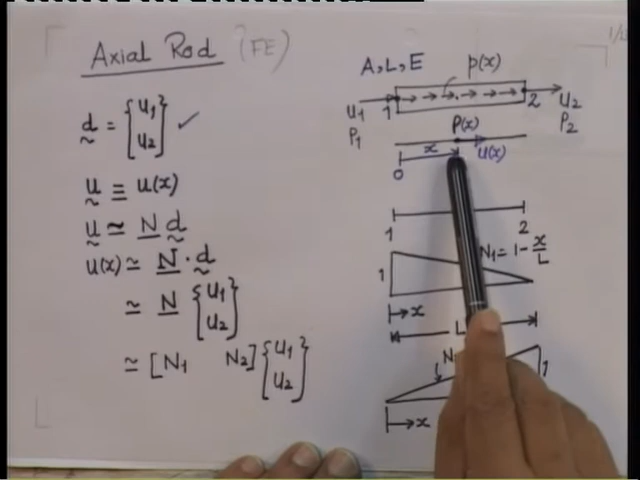 Axial Rod (FE)
d = {u1 u2} ✓
u ≡ u(x)
u ≃ N d
u(x) ≃ N · d
≃ N {u1 u2}
≃ [N1 N2] {u1 u2}
A, L, E p(x)
u1 1 2 u2
P1 P(x) P2
x u(x)
0
1 2
1 N1 = 1 - x/L
x
L
N 1
x